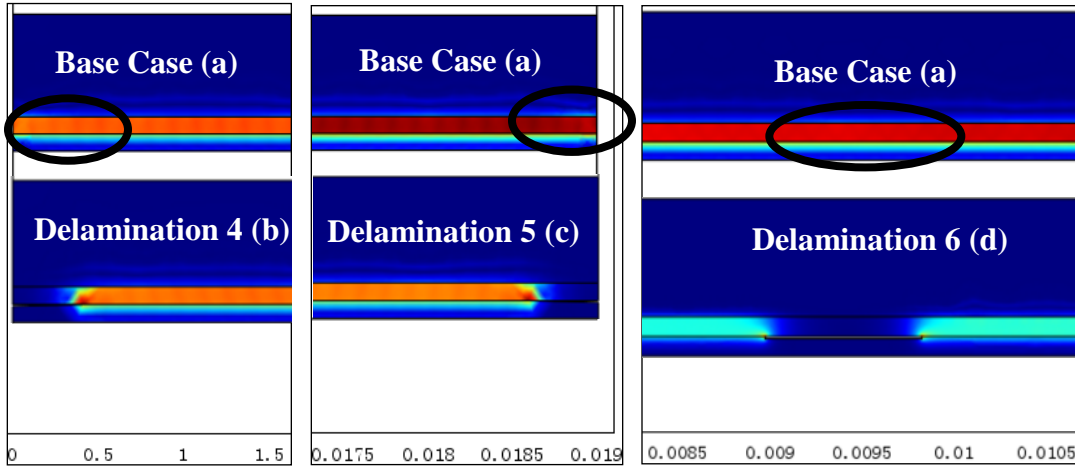 Base Case (a)
Delamination 4 (b)
0 0.5 1 1.5
Base Case (a)
Delamination 5 (c)
0.0175 0.018 0.0185 0.019
Base Case (a)
Delamination 6 (d)
0.0085 0.009 0.0095 0.01 0.0105